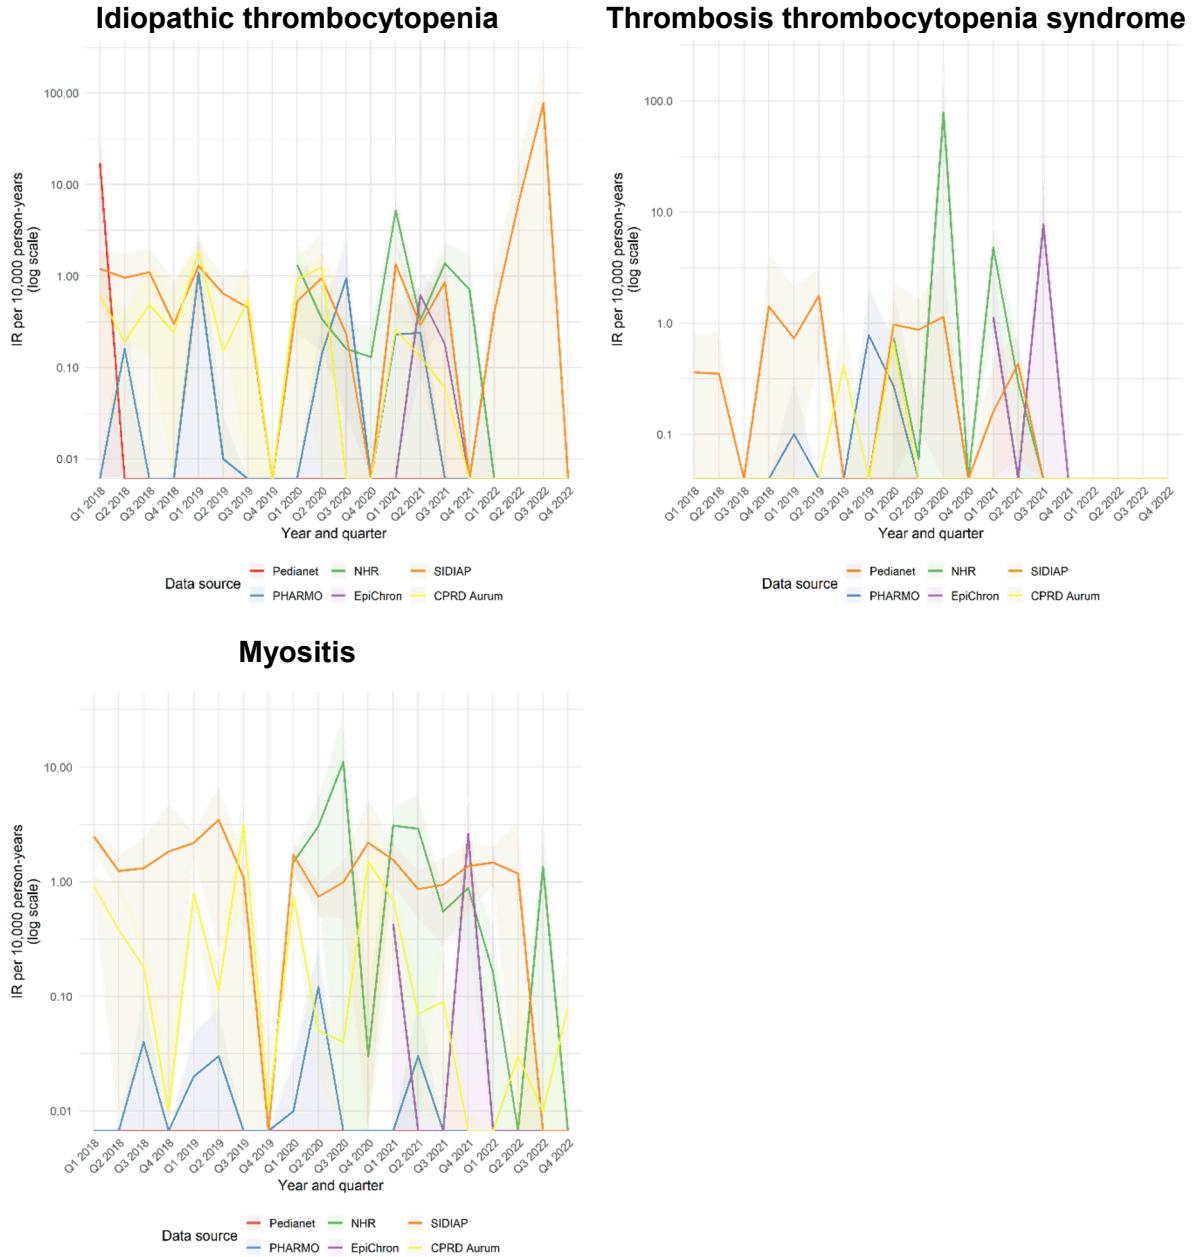 Idiopathic thrombocytopenia
IR per 10,000 person-years
(log scale)
100.00
10.00
1.00
0.10
0.01
Q1 2018
Q2 2018
Q3 2018
Q4 2018
Q1 2019
Q2 2019
Q3 2019
Q4 2019
Q1 2020
Q2 2020
Q3 2020
Q4 2020
Q1 2021
Q2 2021
Q3 2021
Q4 2021
Q1 2022
Q2 2022
Q3 2022
Q4 2022
Year and quarter
Data source
Pedianet NHR SIDIAP
PHARMO EpiChron CPRD Aurum
Thrombosis thrombocytopenia syndrome
IR per 10,000 person-years
(log scale)
100.0
10.0
1.0
0.1
Q1 2018
Q2 2018
Q3 2018
Q4 2018
Q1 2019
Q2 2019
Q3 2019
Q4 2019
Q1 2020
Q2 2020
Q3 2020
Q4 2020
Q1 2021
Q2 2021
Q3 2021
Q4 2021
Q1 2022
Q2 2022
Q3 2022
Q4 2022
Year and quarter
Data source
Pedianet NHR SIDIAP
PHARMO EpiChron CPRD Aurum
Myositis
IR per 10,000 person-years
(log scale)
10.00
1.00
0.10
0.01
Q1 2018
Q2 2018
Q3 2018
Q4 2018
Q1 2019
Q2 2019
Q3 2019
Q4 2019
Q1 2020
Q2 2020
Q3 2020
Q4 2020
Q1 2021
Q2 2021
Q3 2021
Q4 2021
Q1 2022
Q2 2022
Q3 2022
Q4 2022
Year and quarter
Data source
Pedianet NHR SIDIAP
PHARMO EpiChron CPRD Aurum